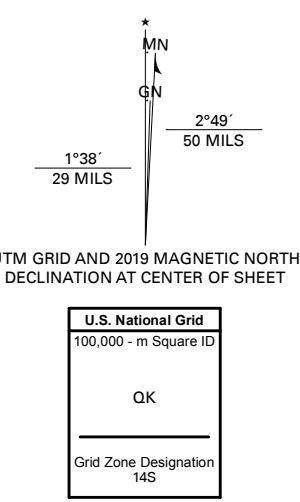 ★
MN
GN
2°49´
50 MILS
1°38´
29 MILS
UTM GRID AND 2019 MAGNETIC NORTH
DECLINATION AT CENTER OF SHEET
U.S. National Grid
100,000 - m Square ID
QK
Grid Zone Designation
14S